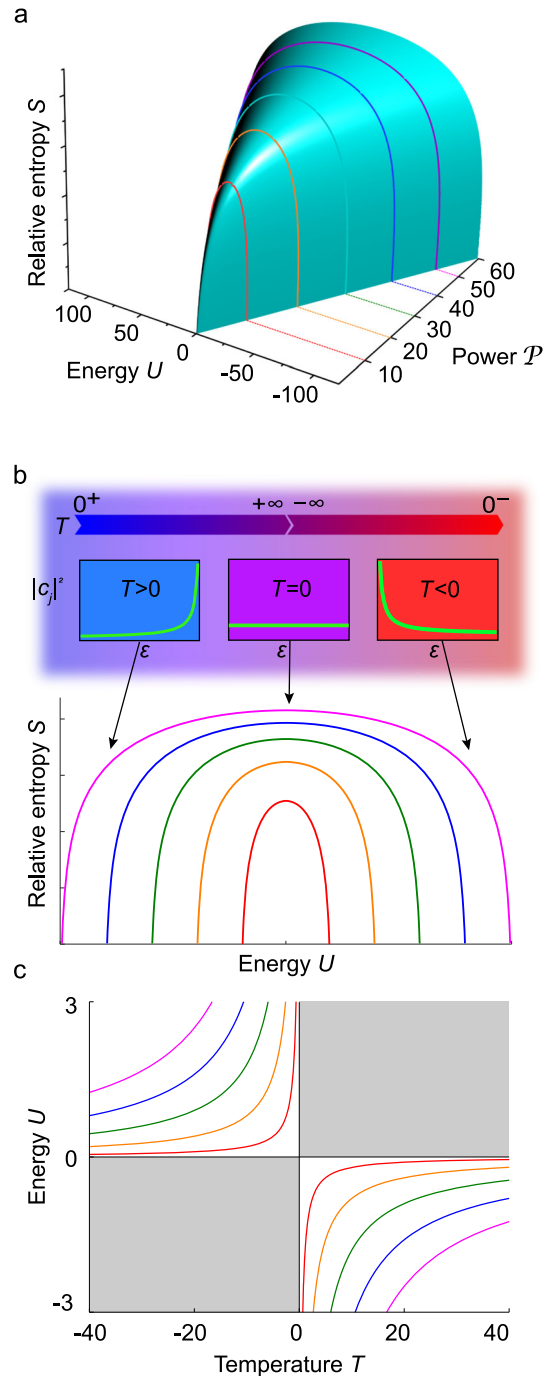 a
Relative entropy S
100
50
0
-50
-100
Energy U
10
20
30
40
50
60
Power 𝒫
b
0⁺ +∞ −∞ 0⁻
T
|cⱼ|²
T>0 T=0 T<0
ε ε ε
Relative entropy S
Energy U
c
3
0
-3
Energy U
-40 -20 0 20 40
Temperature T